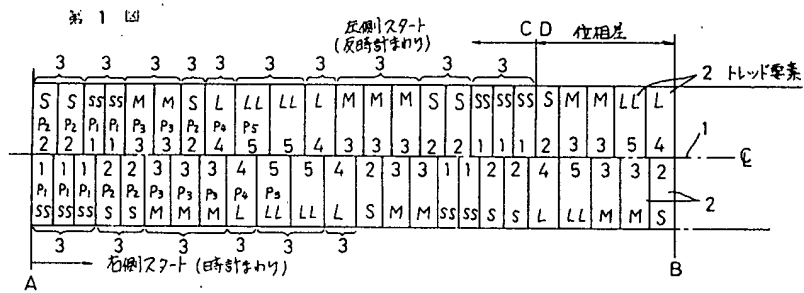 第1図
左側スタート
(反時計まわり)
C D 位相差
3 3 3 3 3 3 3 3 3 3 3
2 トレッド要素
S S SS SS M M S L LL LL L M M M S S SS SS SS S M M LL L
P2 P2 P1 P1 P3 P3 P2 P4 P5
2 2 1 1 3 3 2 4 5 5 4 3 3 3 2 2 1 1 1 2 3 3 5 4
1
℄
1 1 1 2 2 3 3 3 4 5 5 4 2 3 3 1 1 2 2 4 5 3 3 2
P1 P1 P1 P2 P2 P3 P3 P3 P4 P5
2
SS SS SS S S M M M L LL LL L S M M SS SS S S L LL M M S
3 3 3 3 3 3
右側スタート (時計まわり)
A
B